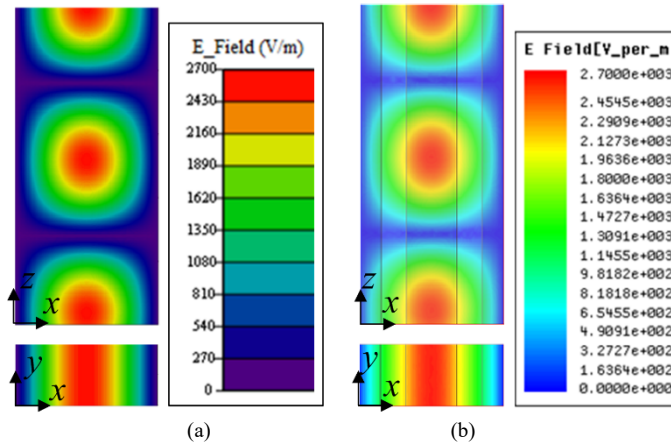 E_Field (V/m)
2700
2430
2160
1890
1620
1350
1080
810
540
270
0
z
x
y
x
(a)
E Field[V_per_m
2.7000e+003
2.4545e+003
2.2909e+003
2.1273e+003
1.9636e+003
1.8000e+003
1.6364e+003
1.4727e+003
1.3091e+003
1.1455e+003
9.8182e+002
8.1818e+002
6.5455e+002
4.9091e+002
3.2727e+002
1.6364e+002
0.0000e+002
z
x
y
x
(b)